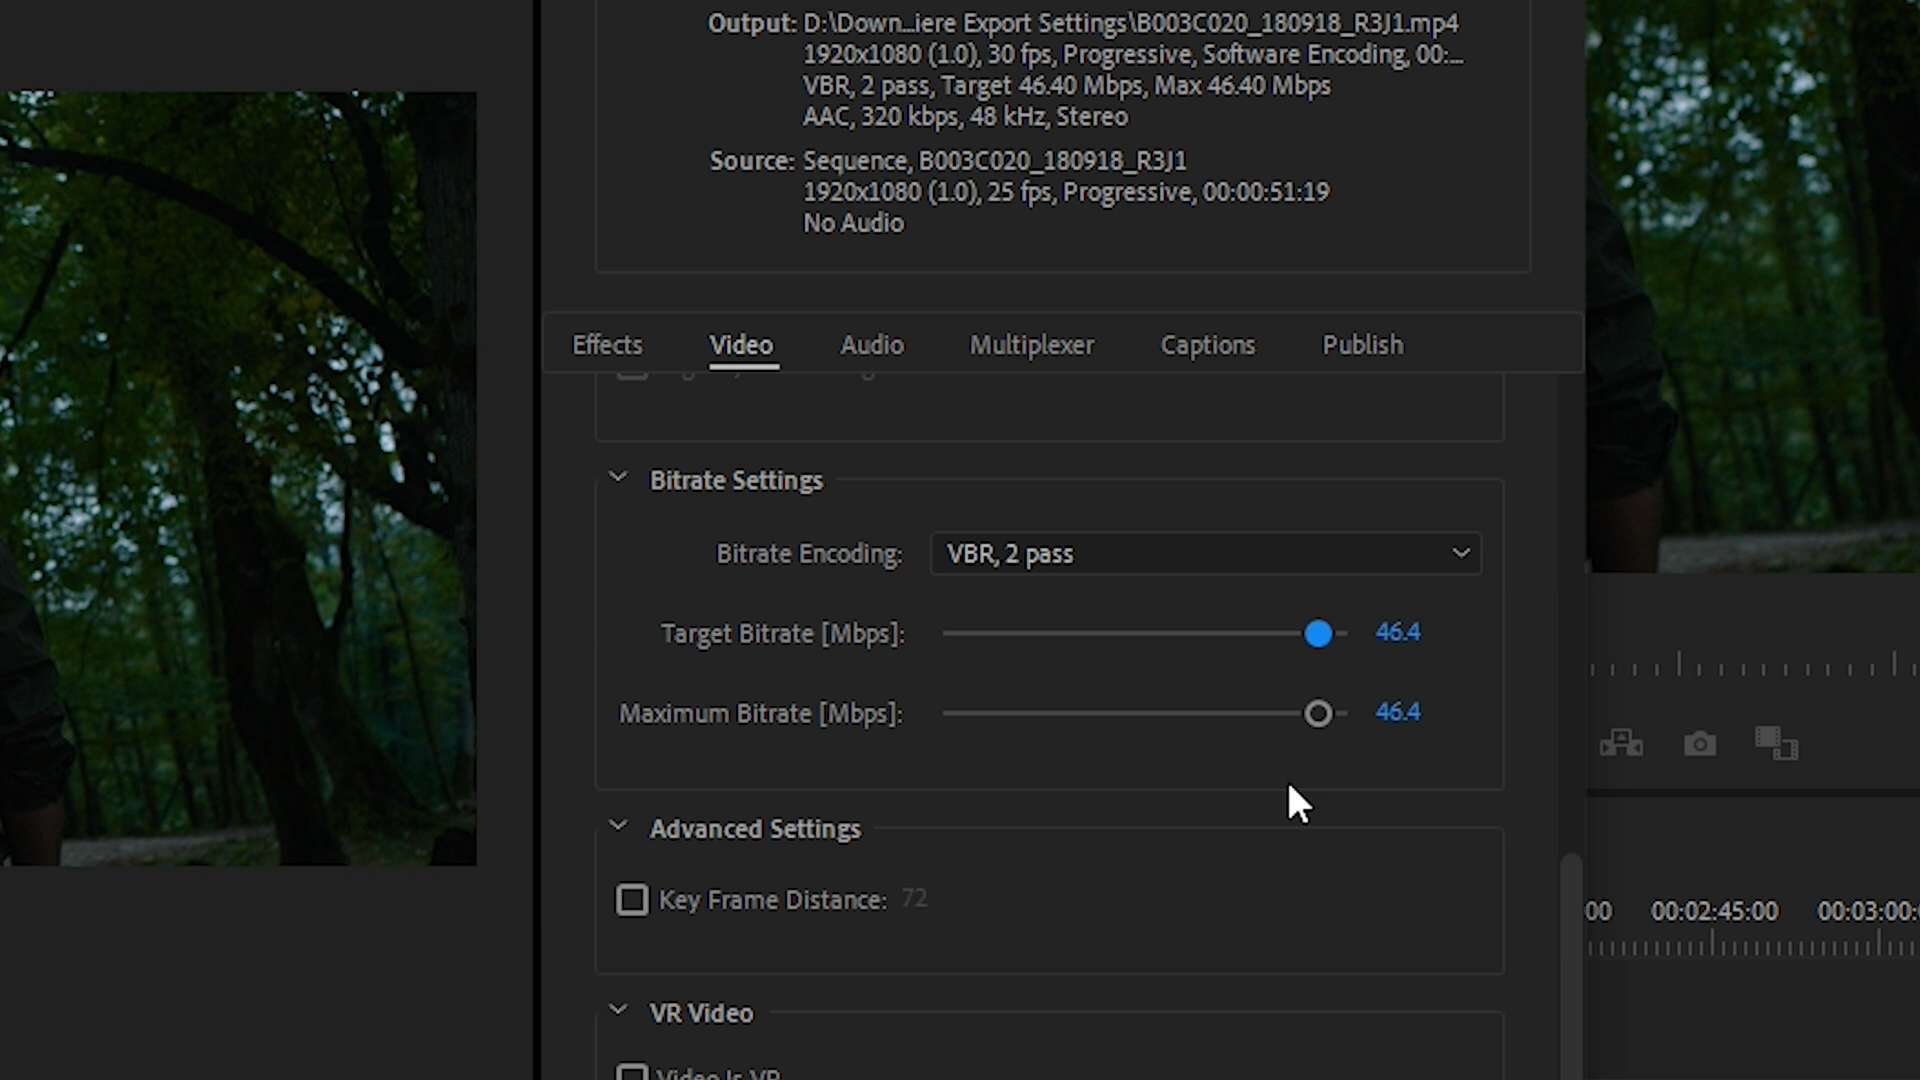 Output: D:\Down...iere Export Settings\B003C020_180918_R3J1.mp4
1920x1080 (1.0), 30 fps, Progressive, Software Encoding, 00:...
VBR, 2 pass, Target 46.40 Mbps, Max 46.40 Mbps
AAC, 320 kbps, 48 kHz, Stereo
Source: Sequence, B003C020_180918_R3J1
1920x1080 (1.0), 25 fps, Progressive, 00:00:51:19
No Audio
Effects Video Audio Multiplexer Captions Publish
Bitrate Settings
Bitrate Encoding: VBR, 2 pass
Target Bitrate [Mbps]: 46.4
Maximum Bitrate [Mbps]: 46.4
Advanced Settings
Key Frame Distance: 72
00 00:02:45:00 00:03:00:
VR Video
Video Is VR